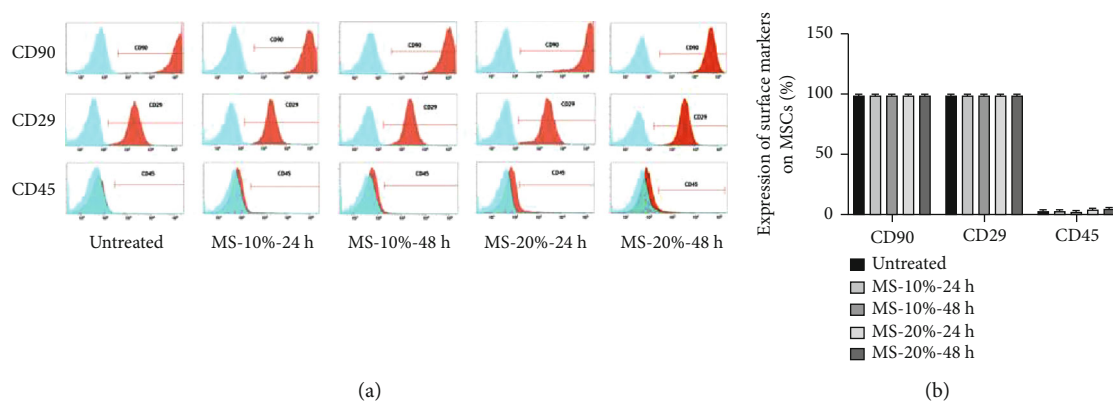 CD90
CD90
CD90
CD90
CD90
CD90
CD29
CD29
CD29
CD29
CD29
CD29
CD45
CD45
CD45
CD45
CD45
CD45
Untreated
MS-10%-24 h
MS-10%-48 h
MS-20%-24 h
MS-20%-48 h
(a)
Expression of surface markers
on MSCs (%)
150
100
50
0
CD90
CD29
CD45
Untreated
MS-10%-24 h
MS-10%-48 h
MS-20%-24 h
MS-20%-48 h
(b)